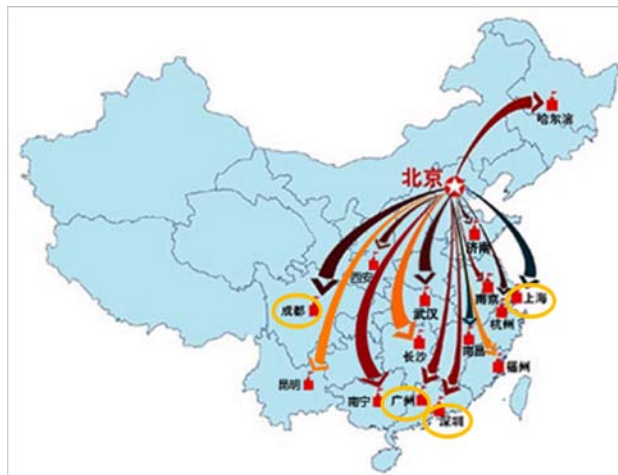 哈尔滨
北京
济南
西安
成都
武汉
南京
上海
杭州
长沙
南昌
福州
昆明
南宁
广州
深圳